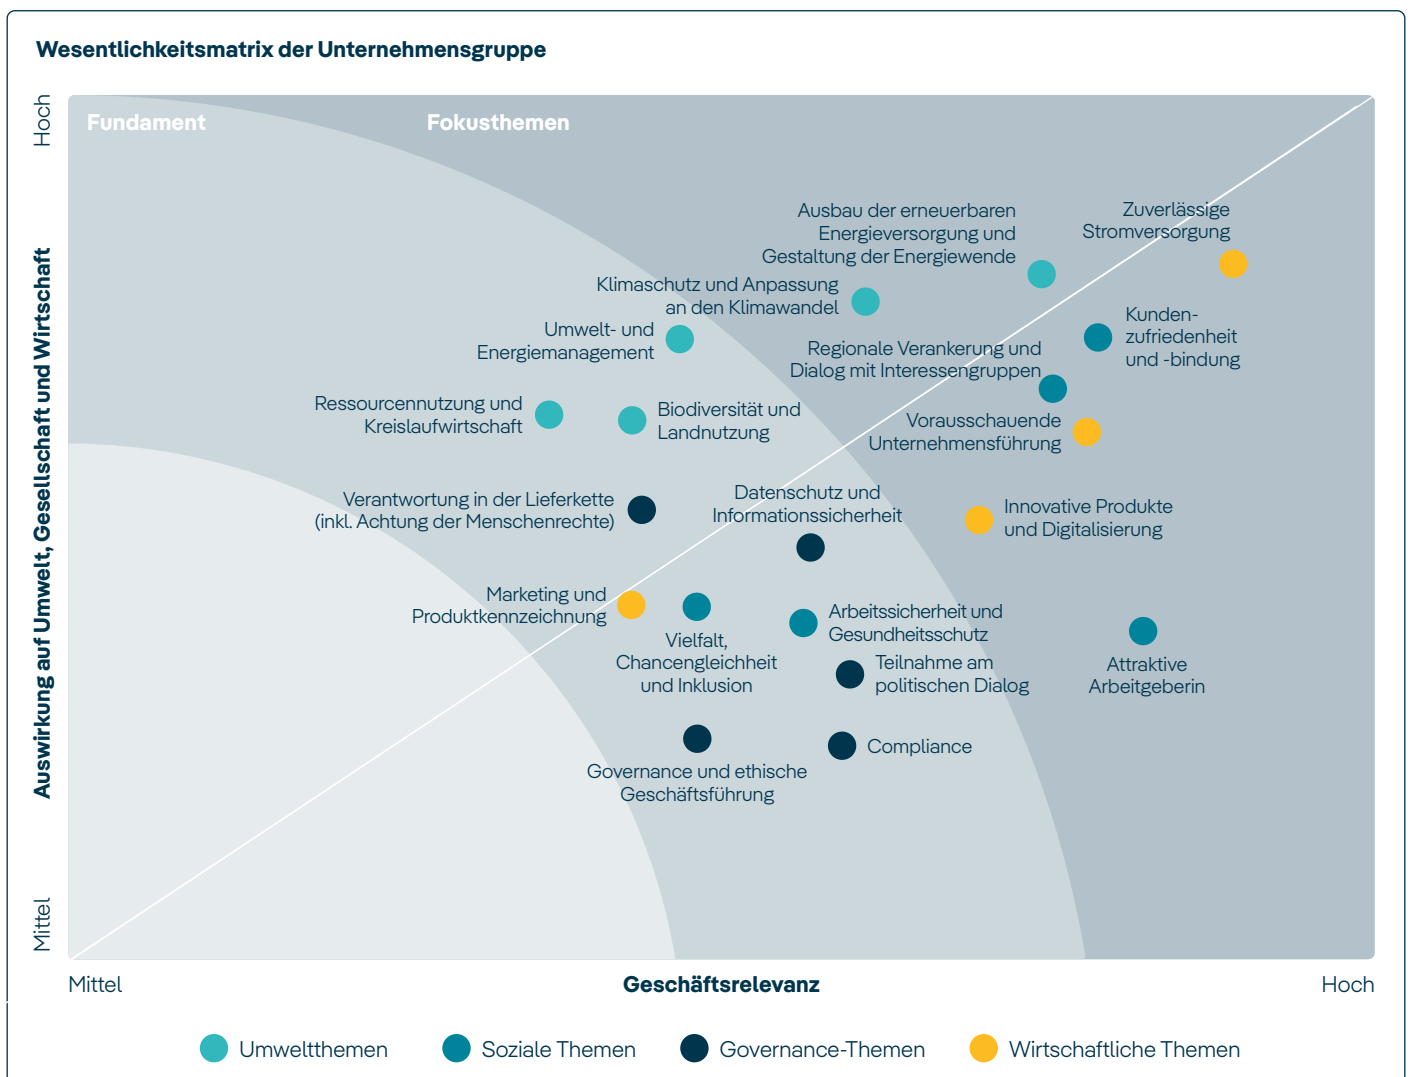 Wesentlichkeitsmatrix der Unternehmensgruppe
Hoch
Fundament
Fokusthemen
Ausbau der erneuerbaren
Energieversorgung und
Gestaltung der Energiewende
Zuverlässige
Stromversorgung
Klimaschutz und Anpassung
an den Klimawandel
Kunden-
zufriedenheit
und -bindung
Umwelt- und
Energiemanagement
Regionale Verankerung und
Dialog mit Interessengruppen
Ressourcennutzung und
Kreislaufwirtschaft
Biodiversität und
Landnutzung
Vorausschauende
Unternehmensführung
Verantwortung in der Lieferkette
(inkl. Achtung der Menschenrechte)
Datenschutz und
Informationssicherheit
Innovative Produkte
und Digitalisierung
Marketing und
Produktkennzeichnung
Vielfalt,
Chancengleichheit
und Inklusion
Arbeitssicherheit und
Gesundheitsschutz
Teilnahme am
politischen Dialog
Attraktive
Arbeitgeberin
Governance und ethische
Geschäftsführung
Compliance
Auswirkung auf Umwelt, Gesellschaft und Wirtschaft
Mittel
Mittel
Geschäftsrelevanz
Hoch
Umweltthemen
Soziale Themen
Governance-Themen
Wirtschaftliche Themen